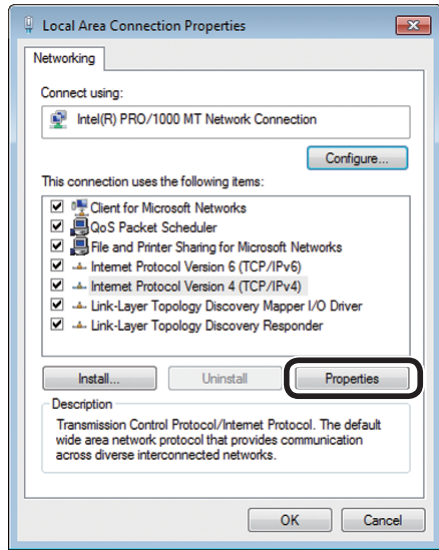 Local Area Connection Properties
Networking
Connect using:
Intel(R) PRO/1000 MT Network Connection
Configure...
This connection uses the following items:
Client for Microsoft Networks
QoS Packet Scheduler
File and Printer Sharing for Microsoft Networks
Internet Protocol Version 6 (TCP/IPv6)
Internet Protocol Version 4 (TCP/IPv4)
Link-Layer Topology Discovery Mapper I/O Driver
Link-Layer Topology Discovery Responder
Install... Uninstall Properties
Description
Transmission Control Protocol/Internet Protocol. The default
wide area network protocol that provides communication
across diverse interconnected networks.
OK Cancel